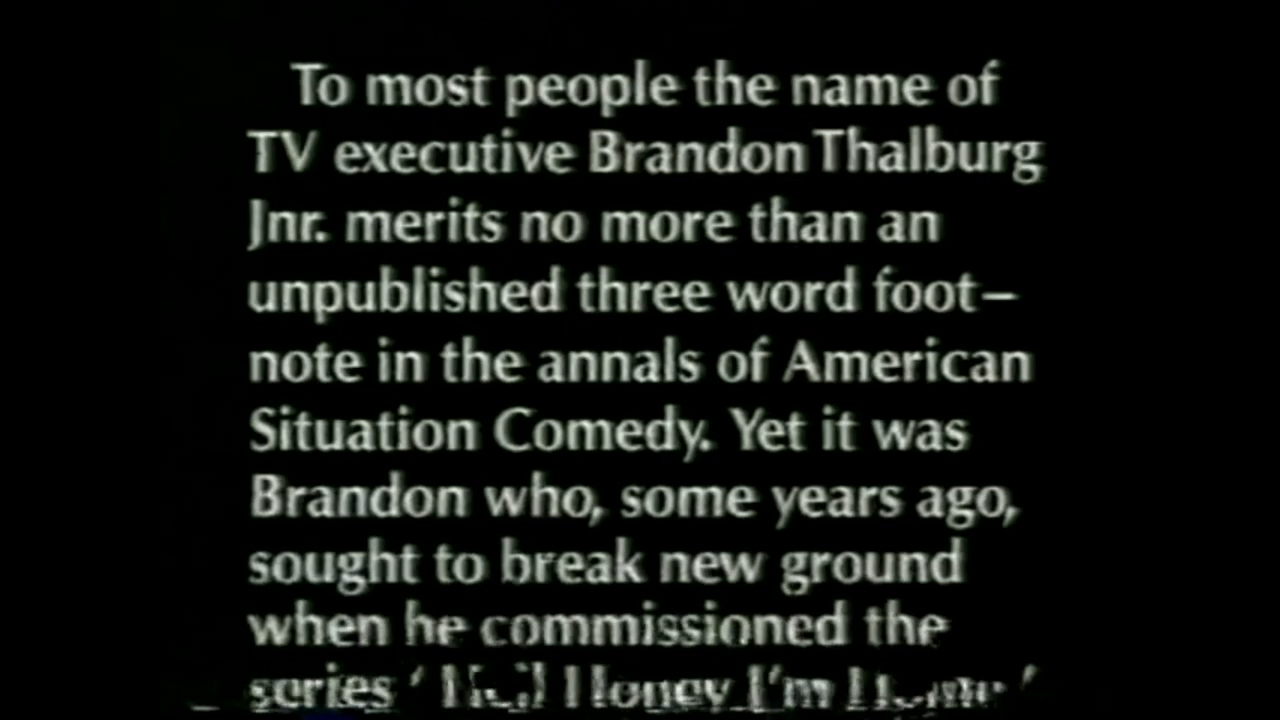 To most people the name of
TV executive Brandon Thalburg
Jnr. merits no more than an
unpublished three word foot–
note in the annals of American
Situation Comedy. Yet it was
Brandon who, some years ago,
sought to break new ground
when he commissioned the
series ' Honey I'm